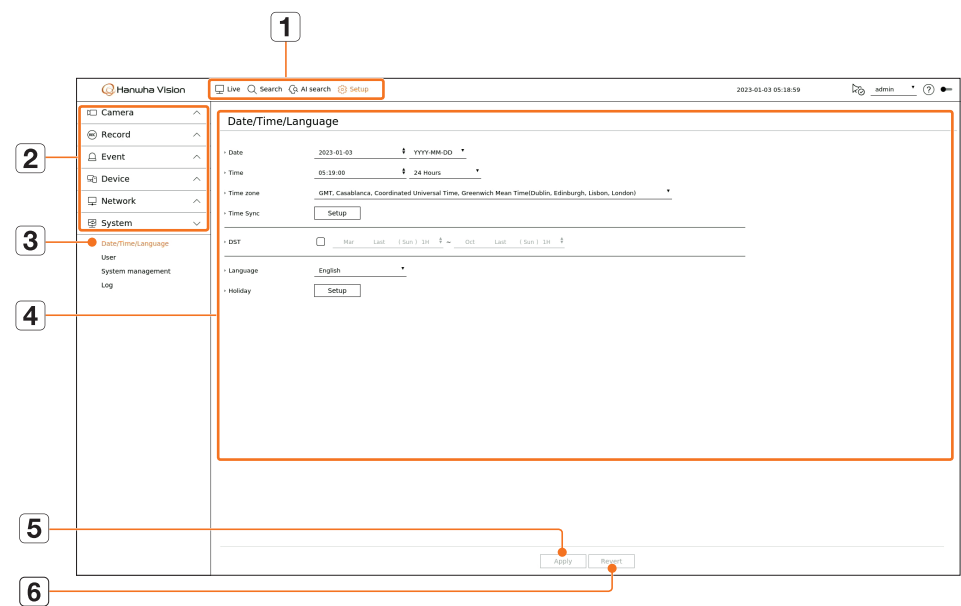 1
Hanwha Vision
Live Search AI search Setup
2023-01-03 05:18:59
admin
?
Camera
REC Record
2
Event
Device
Network
System
3
Date/Time/Language
User
System management
Log
4
Date/Time/Language
Date 2023-01-03 YYYY-MM-DD
Time 05:19:00 24 Hours
Time zone GMT, Casablanca, Coordinated Universal Time, Greenwich Mean Time(Dublin, Edinburgh, Lisbon, London)
Time Sync Setup
DST Mar Last ( Sun ) 1H ~ Oct Last ( Sun ) 1H
Language English
Holiday Setup
5
Apply Revert
6